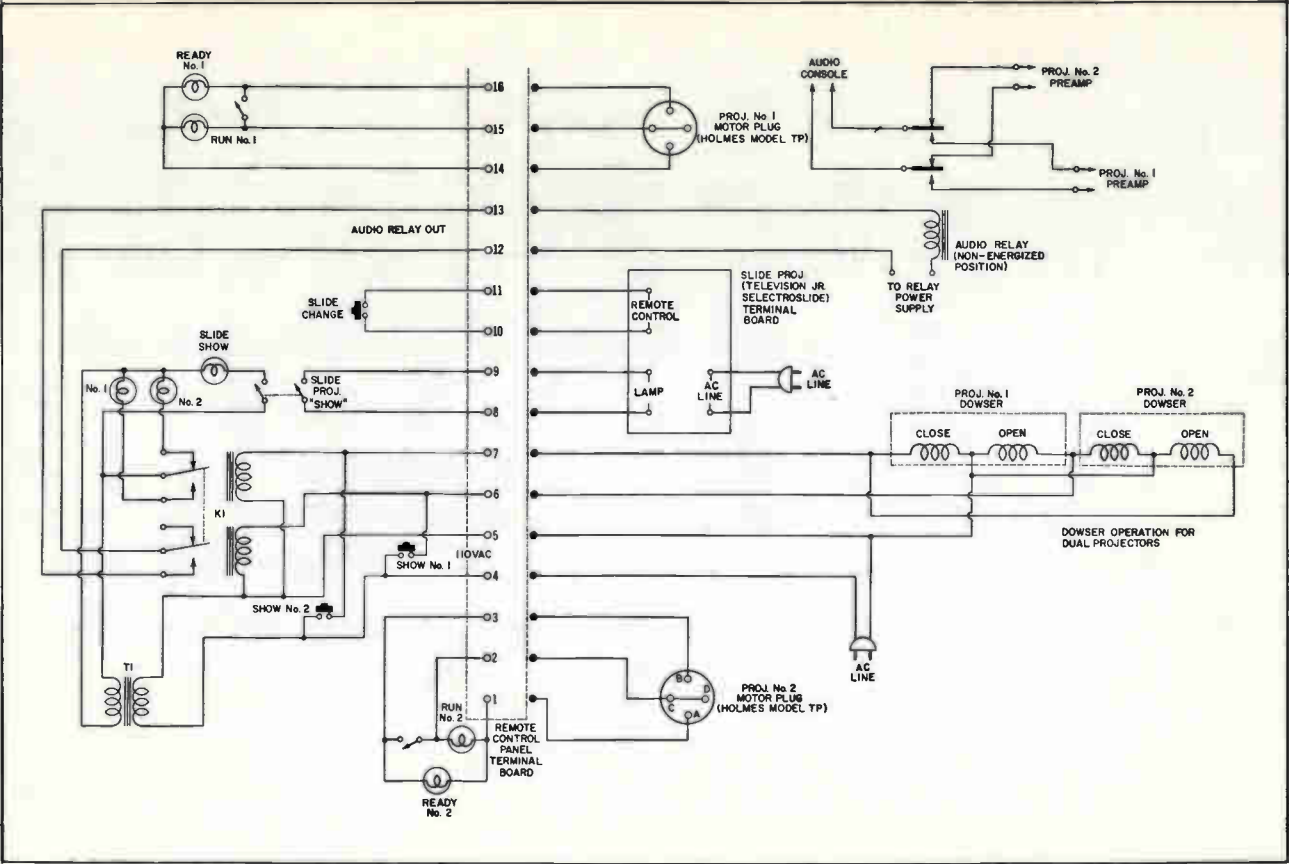 READY
No. 1
RUN No. 1
16
15
14
13
12
11
10
9
8
7
6
5
4
3
2
1
PROJ. No 1
MOTOR PLUG
(HOLMES MODEL TP)
AUDIO
CONSOLE
PROJ. No. 2
PREAMP
PROJ. No. 1
PREAMP
AUDIO RELAY OUT
AUDIO RELAY
(NON-ENERGIZED
POSITION)
TO RELAY
POWER
SUPPLY
SLIDE
CHANGE
REMOTE
CONTROL
SLIDE PROJ.
(TELEVISION JR.
SELECTROSLIDE)
TERMINAL
BOARD
SLIDE
SHOW
No. 1
No. 2
SLIDE
PROJ.
"SHOW"
LAMP
AC
LINE
AC
LINE
PROJ. No. 1
DOWSER
PROJ. No. 2
DOWSER
CLOSE
OPEN
CLOSE
OPEN
K1
110VAC
SHOW No. 1
DOWSER OPERATION FOR
DUAL PROJECTORS
SHOW No. 2
AC
LINE
T1
B
D
C
A
PROJ. No. 2
MOTOR PLUG
(HOLMES MODEL TP)
RUN
No. 2
REMOTE
CONTROL
PANEL
TERMINAL
BOARD
READY
No. 2